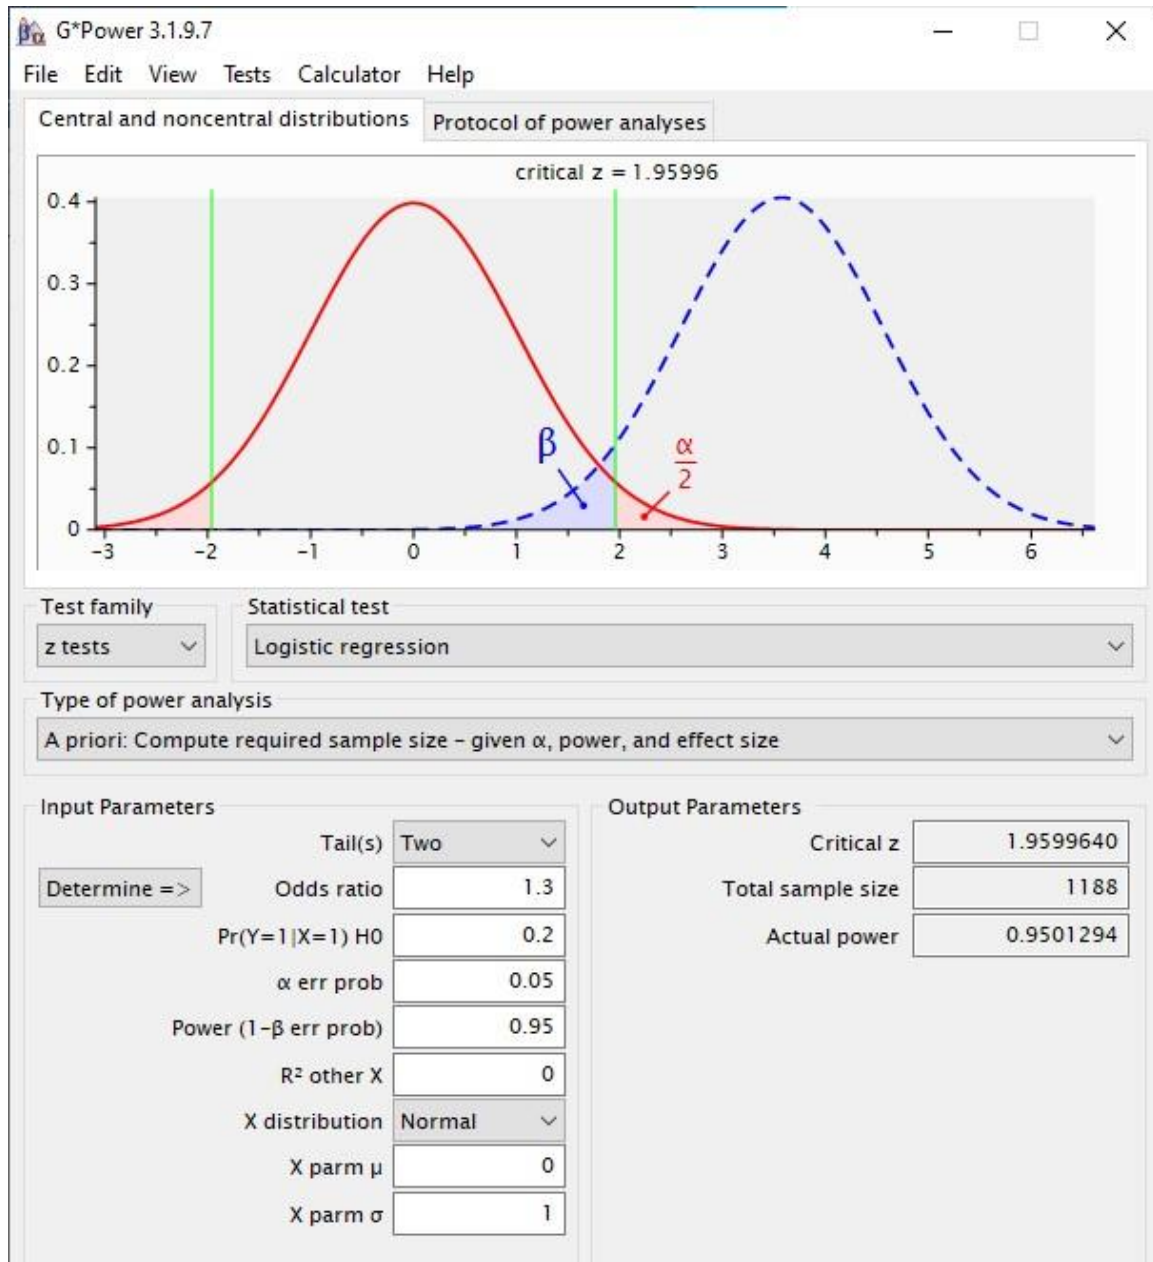 G*Power 3.1.9.7
File Edit View Tests Calculator Help
Central and noncentral distributions Protocol of power analyses
critical z = 1.95996
0.4
0.3
0.2
0.1
0
β
α
2
-3 -2 -1 0 1 2 3 4 5 6
Test family Statistical test
z tests Logistic regression
Type of power analysis
A priori: Compute required sample size – given α, power, and effect size
Input Parameters Output Parameters
Tail(s) Two Critical z 1.9599640
Determine => Odds ratio 1.3 Total sample size 1188
Pr(Y=1|X=1) H0 0.2 Actual power 0.9501294
α err prob 0.05
Power (1-β err prob) 0.95
R² other X 0
X distribution Normal
X parm μ 0
X parm σ 1